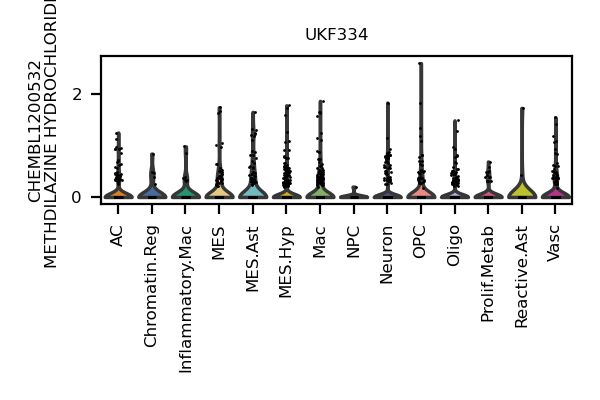 UKF334
CHEMBL1200532
METHDILAZINE HYDROCHLORID
2
0
AC
Chromatin.Reg
Inflammatory.Mac
MES
MES.Ast
MES.Hyp
Mac
NPC
Neuron
OPC
Oligo
Prolif.Metab
Reactive.Ast
Vasc